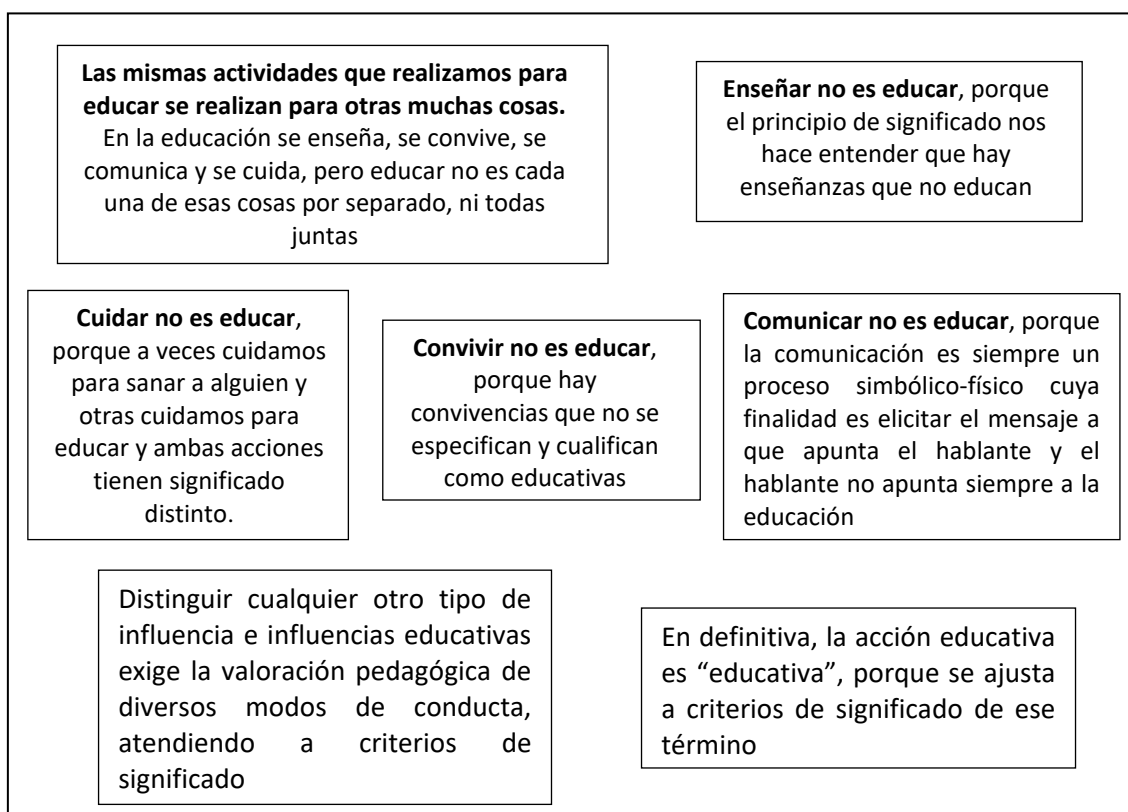 Las mismas actividades que realizamos para
educar se realizan para otras muchas cosas.
En la educación se enseña, se convive, se
comunica y se cuida, pero educar no es cada
una de esas cosas por separado, ni todas
juntas
Enseñar no es educar, porque
el principio de significado nos
hace entender que hay
enseñanzas que no educan
Cuidar no es educar,
porque a veces cuidamos
para sanar a alguien y
otras cuidamos para
educar y ambas acciones
tienen significado
distinto.
Convivir no es educar,
porque hay
convivencias que no se
especifican y cualifican
como educativas
Comunicar no es educar, porque
la comunicación es siempre un
proceso simbólico-físico cuya
finalidad es elicitar el mensaje a
que apunta el hablante y el
hablante no apunta siempre a la
educación
Distinguir cualquier otro tipo de
influencia e influencias educativas
exige la valoración pedagógica de
diversos modos de conducta,
atendiendo a criterios de
significado
En definitiva, la acción educativa
es “educativa”, porque se ajusta
a criterios de significado de ese
término